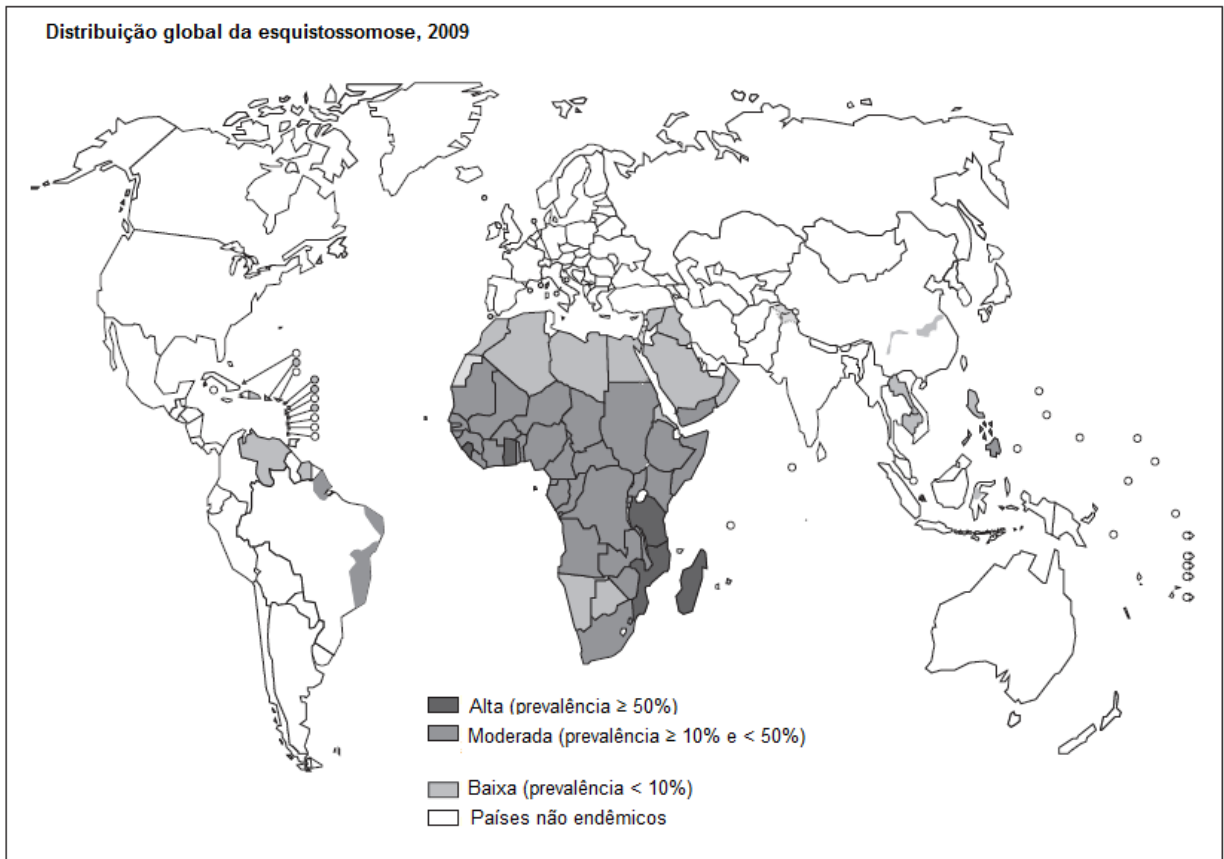 Distribuição global da esquistossomose, 2009
Alta (prevalência ≥ 50%)
Moderada (prevalência ≥ 10% e < 50%)
Baixa (prevalência < 10%)
Países não endêmicos